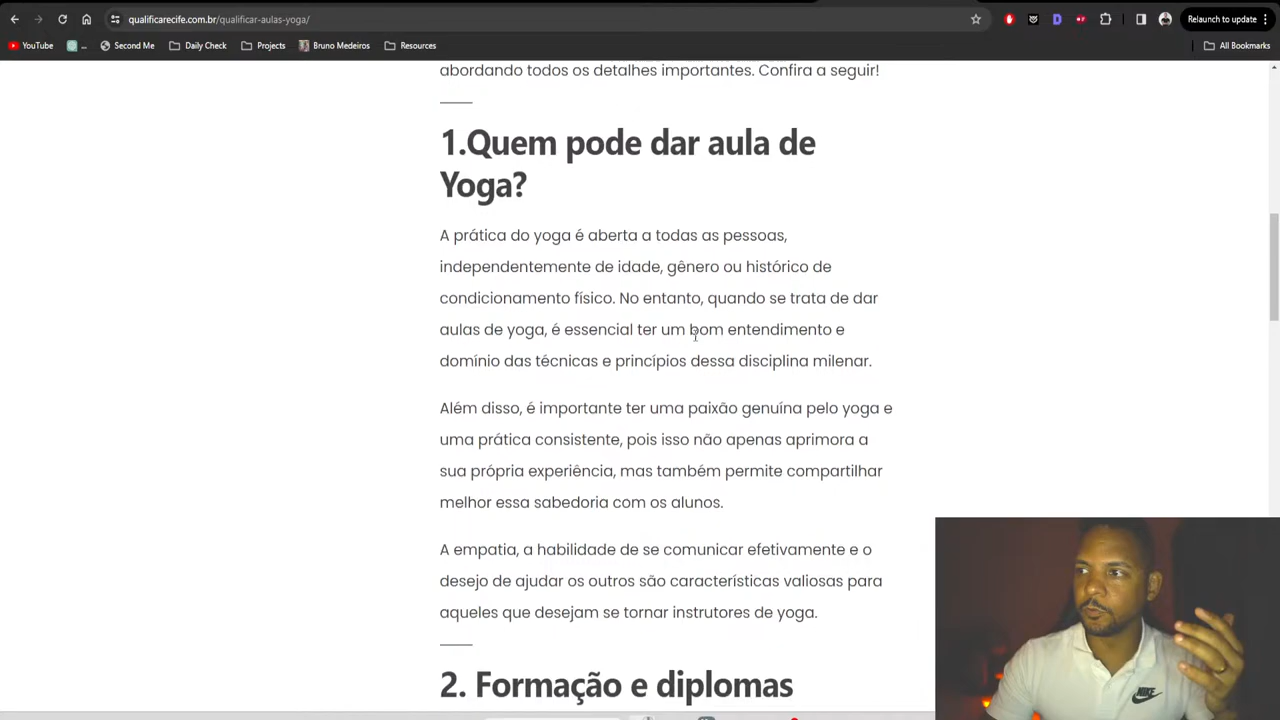 qualificarecife.com.br/qualificar-aulas-yoga/
Relaunch to update
YouTube
...
Second Me
Daily Check
Projects
Bruno Medeiros
Resources
All Bookmarks
abordando todos os detalhes importantes. Confira a seguir!
1.Quem pode dar aula de
Yoga?
A prática do yoga é aberta a todas as pessoas,
independentemente de idade, gênero ou histórico de
condicionamento físico. No entanto, quando se trata de dar
aulas de yoga, é essencial ter um bom entendimento e
domínio das técnicas e princípios dessa disciplina milenar.
Além disso, é importante ter uma paixão genuína pelo yoga e
uma prática consistente, pois isso não apenas aprimora a
sua própria experiência, mas também permite compartilhar
melhor essa sabedoria com os alunos.
A empatia, a habilidade de se comunicar efetivamente e o
desejo de ajudar os outros são características valiosas para
aqueles que desejam se tornar instrutores de yoga.
2. Formação e diplomas
NIKE